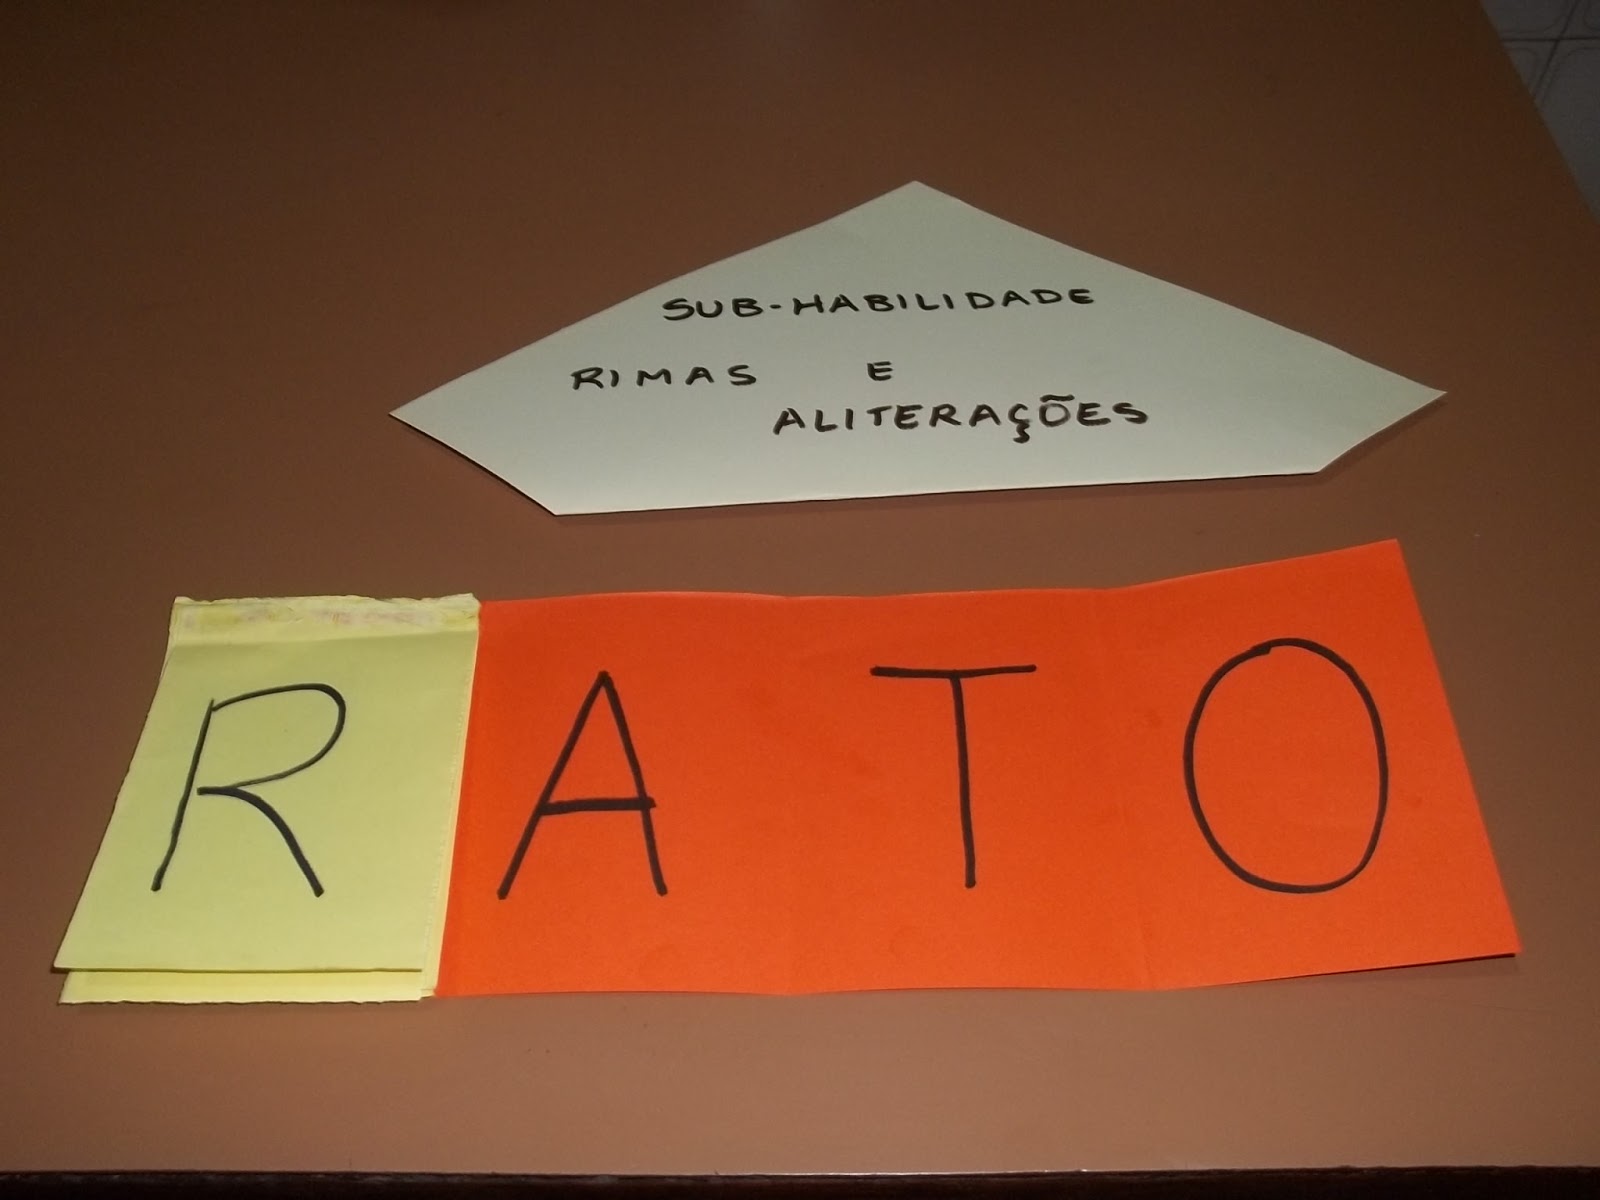 SUB-HABILIDADE
RIMAS E
ALITERAÇÕES
RATO